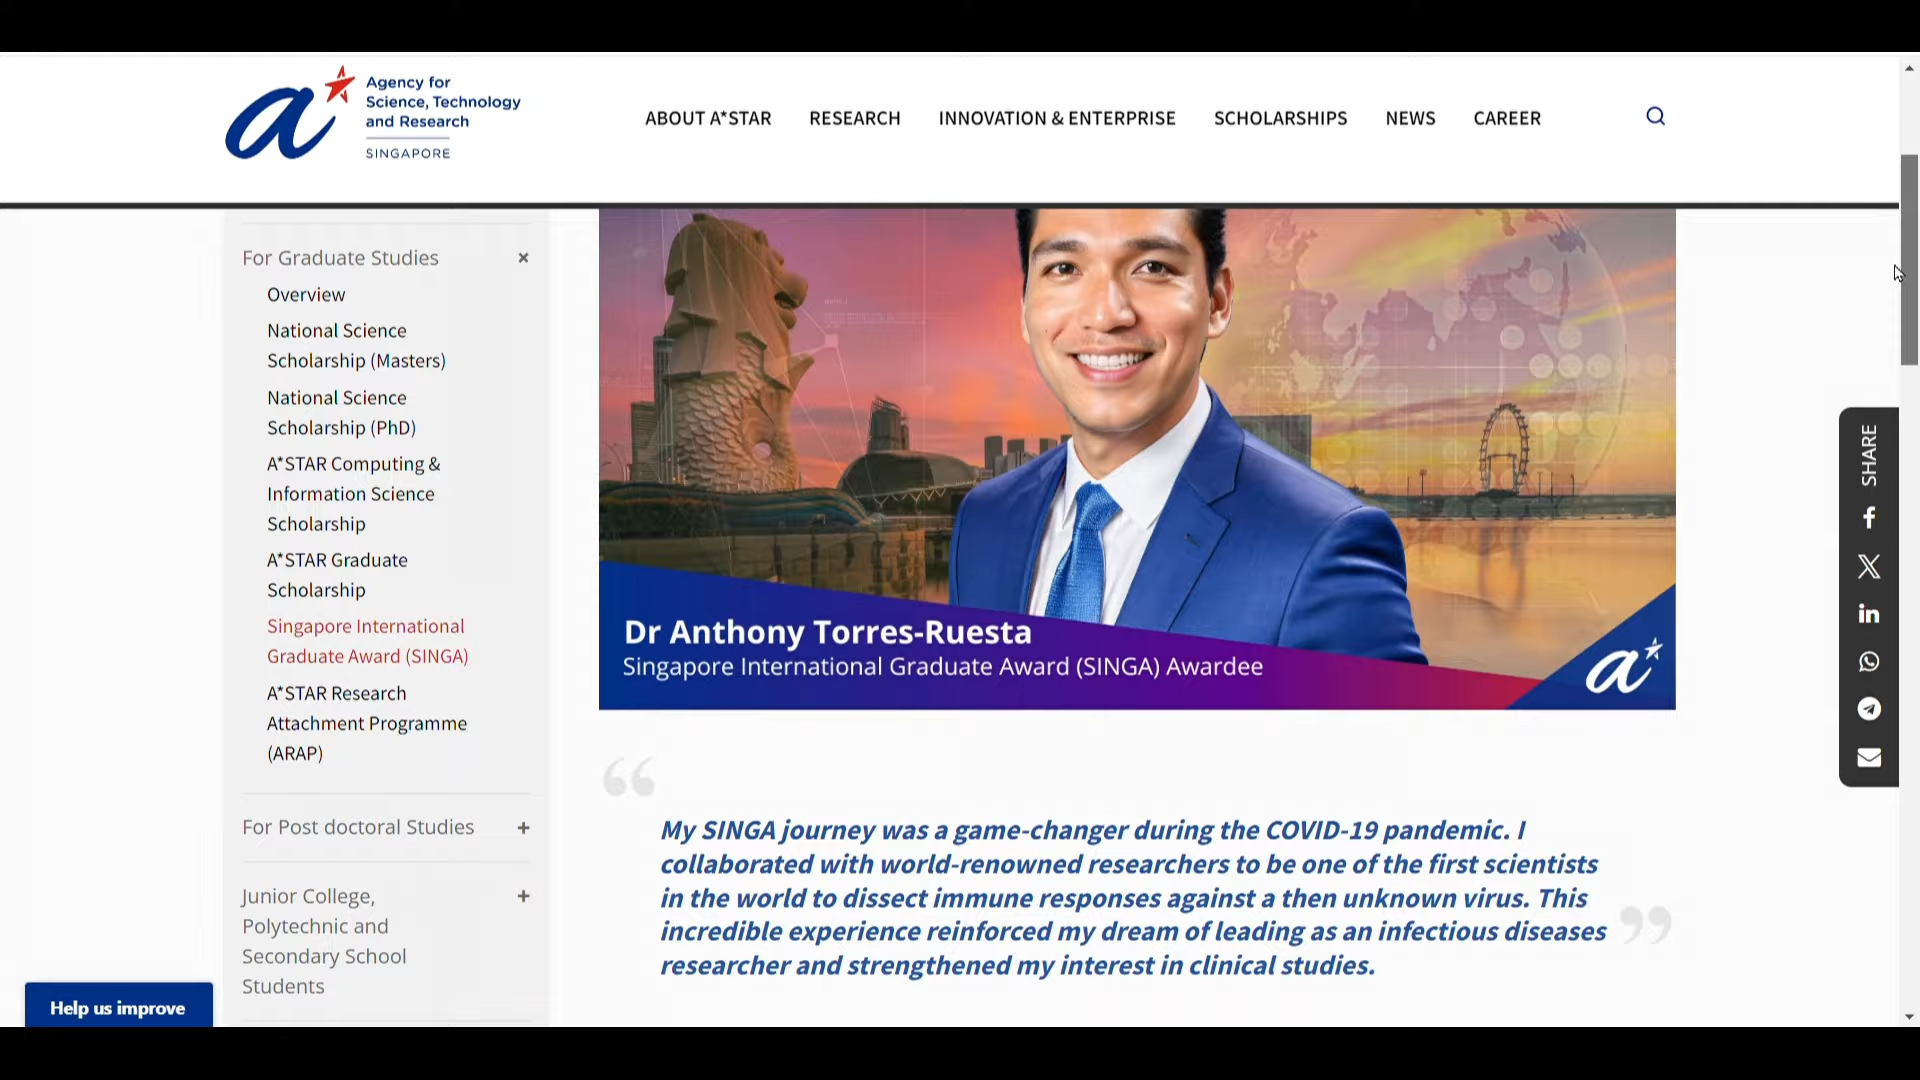 Agency for
Science, Technology
and Research
SINGAPORE
ABOUT A*STAR
RESEARCH
INNOVATION & ENTERPRISE
SCHOLARSHIPS
NEWS
CAREER
For Graduate Studies
Overview
National Science
Scholarship (Masters)
National Science
Scholarship (PhD)
A*STAR Computing &
Information Science
Scholarship
A*STAR Graduate
Scholarship
Singapore International
Graduate Award (SINGA)
A*STAR Research
Attachment Programme
(ARAP)
For Post doctoral Studies
Junior College,
Polytechnic and
Secondary School
Students
Help us improve
Dr Anthony Torres-Ruesta
Singapore International Graduate Award (SINGA) Awardee
My SINGA journey was a game-changer during the COVID-19 pandemic. I
collaborated with world-renowned researchers to be one of the first scientists
in the world to dissect immune responses against a then unknown virus. This
incredible experience reinforced my dream of leading as an infectious diseases
researcher and strengthened my interest in clinical studies.
SHARE